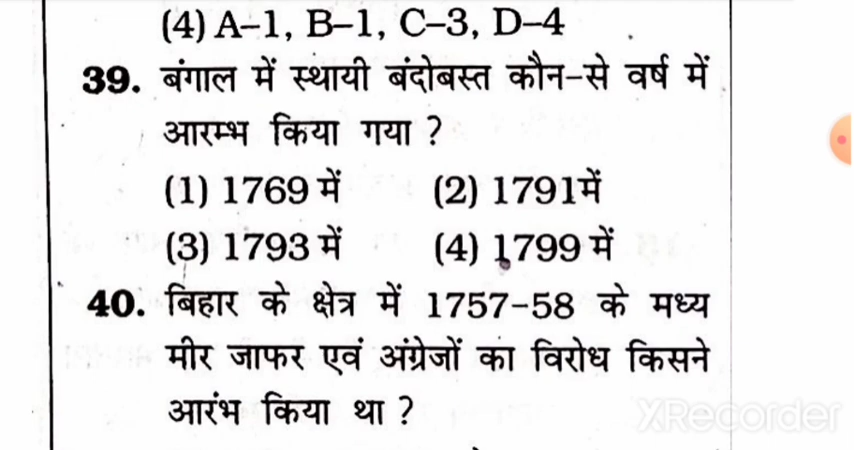 (4) A–1, B–1, C–3, D–4
39. बंगाल में स्थायी बंदोबस्त कौन-से वर्ष में
आरम्भ किया गया ?
(1) 1769 में (2) 1791में
(3) 1793 में (4) 1799 में
40. बिहार के क्षेत्र में 1757-58 के मध्य
मीर जाफर एवं अंग्रेजों का विरोध किसने
आरंभ किया था ?
XRecorder